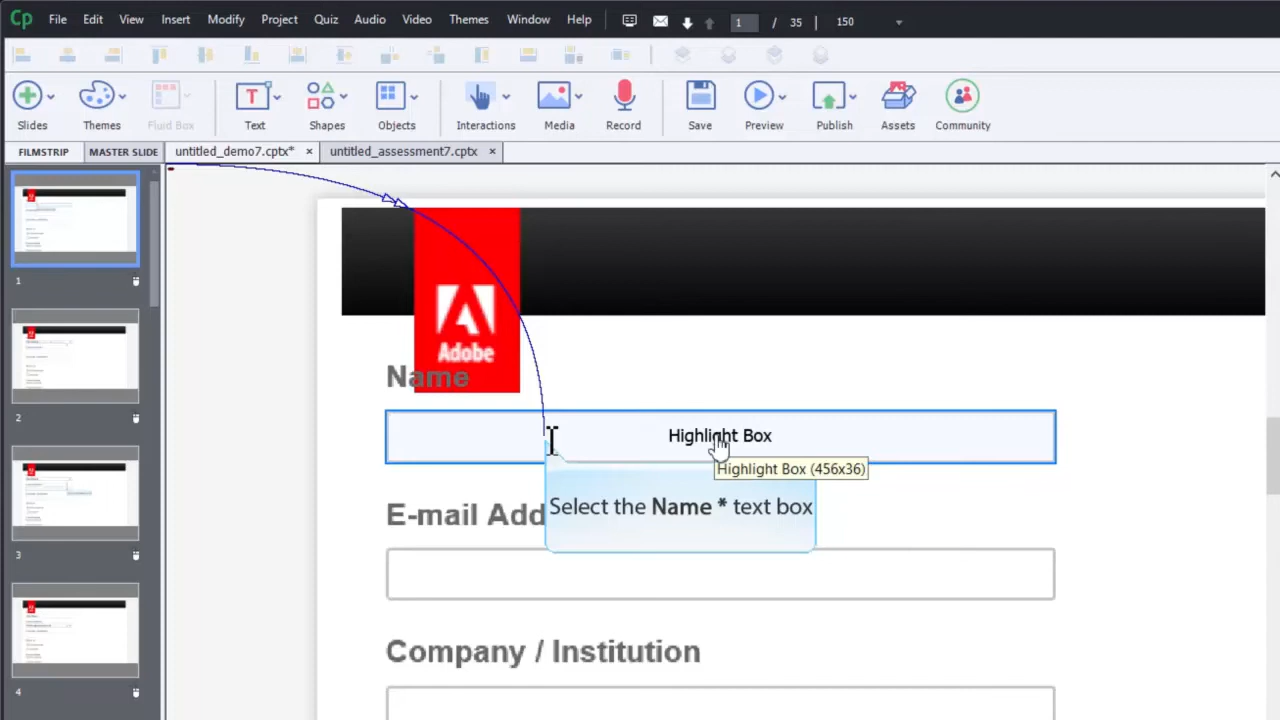 Cp File Edit View Insert Modify Project Quiz Audio Video Themes Window Help 1 / 35 | 150
Slides Themes Fluid Box Text Shapes Objects Interactions Media Record Save Preview Publish Assets Community
FILMSTRIP MASTER SLIDE untitled_demo7.cptx* × untitled_assessment7.cptx ×
Adobe
Name
Highlight Box
Highlight Box (456x36)
Select the Name * text box
E-mail Add
Company / Institution
1
2
3
4